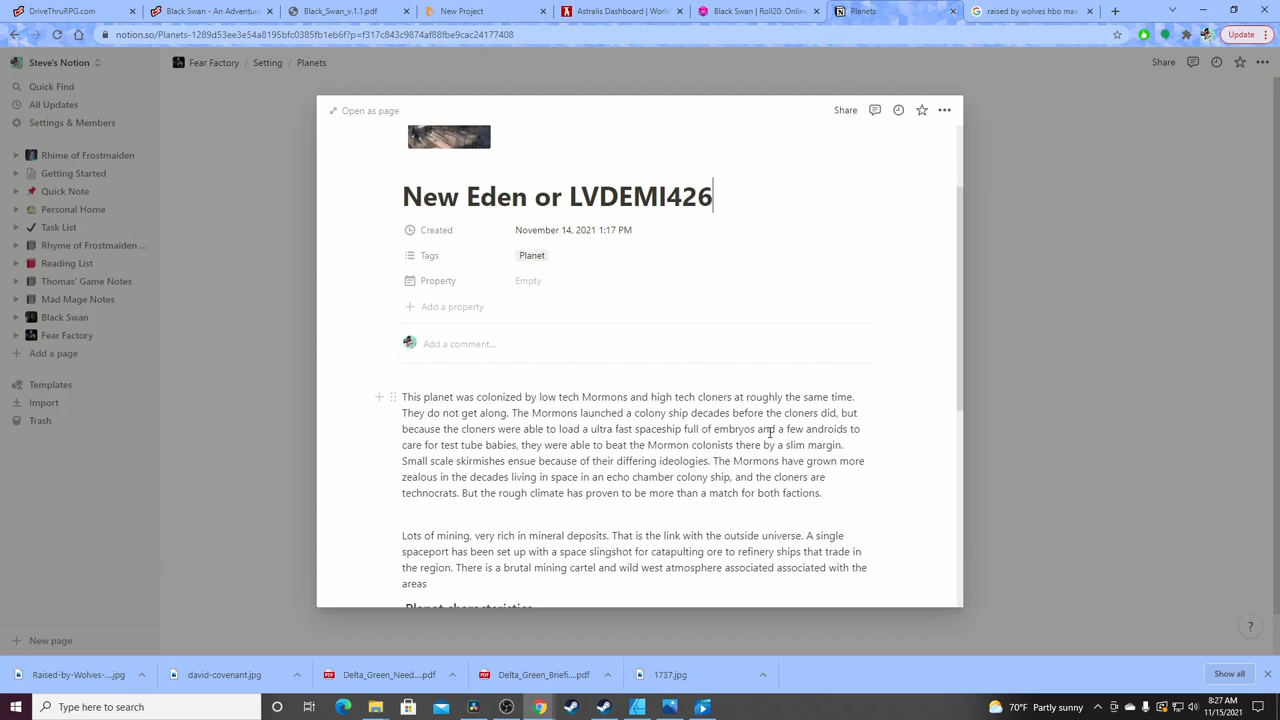 DriveThruRPG.com
Black Swan - An Adventur
Black_Swan_v.1.1.pdf
New Project
Astralis Dashboard | Worl
Black Swan | Roll20: Onlin
Planets
raised by wolves hbo ma
notion.so/Planets-1289d53ee3e54a8195bfc0385fb1eb6f?p=f317c843c9874af88fbe9cac24177408
Update
Steve's Notion
Fear Factory / Setting / Planets
Share
Quick Find
All Updates
Settings & Members
Rhime of Frostmaiden
Getting Started
Quick Note
Personal Home
Task List
Rhyme of Frostmaiden ...
Reading List
Thomas' Game Notes
Mad Mage Notes
Black Swan
Fear Factory
Add a page
Templates
Import
Trash
New page
Open as page
Share
New Eden or LVDEMI426
Created November 14, 2021 1:17 PM
Tags Planet
Property Empty
Add a property
Add a comment...
This planet was colonized by low tech Mormons and high tech cloners at roughly the same time.
They do not get along. The Mormons launched a colony ship decades before the cloners did, but
because the cloners were able to load a ultra fast spaceship full of embryos and a few androids to
care for test tube babies, they were able to beat the Mormon colonists there by a slim margin.
Small scale skirmishes ensue because of their differing ideologies. The Mormons have grown more
zealous in the decades living in space in an echo chamber colony ship, and the cloners are
technocrats. But the rough climate has proven to be more than a match for both factions.
Lots of mining, very rich in mineral deposits. That is the link with the outside universe. A single
spaceport has been set up with a space slingshot for catapulting ore to refinery ships that trade in
the region. There is a brutal mining cartel and wild west atmosphere associated associated with the
areas
Planet characteristics
?
Raised-by-Wolves-....jpg
david-covenant.jpg
Delta_Green_Need....pdf
Delta_Green_Briefi....pdf
1737.jpg
Show all
Type here to search
70°F Partly sunny
8:27 AM
11/15/2021